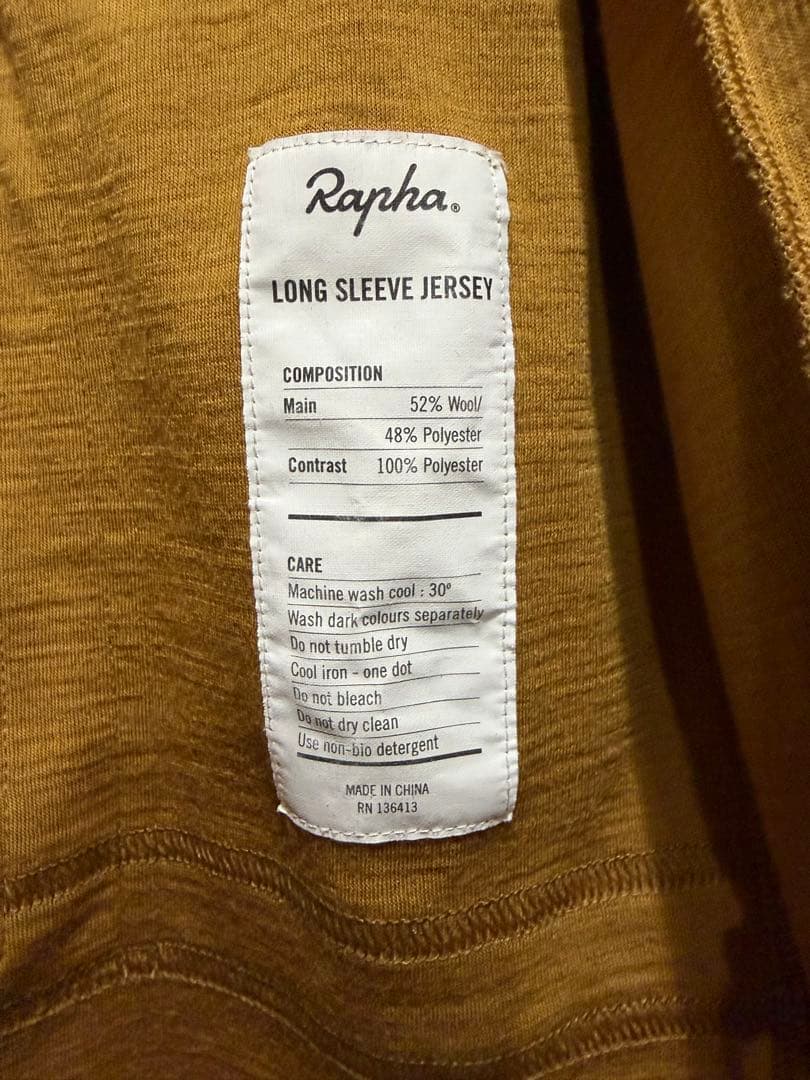 Rapha®
LONG SLEEVE JERSEY
COMPOSITION
Main 52% Wool/
48% Polyester
Contrast 100% Polyester
CARE
Machine wash cool : 30°
Wash dark colours separately
Do not tumble dry
Cool iron - one dot
Do not bleach
Do not dry clean
Use non-bio detergent
MADE IN CHINA
RN 136413